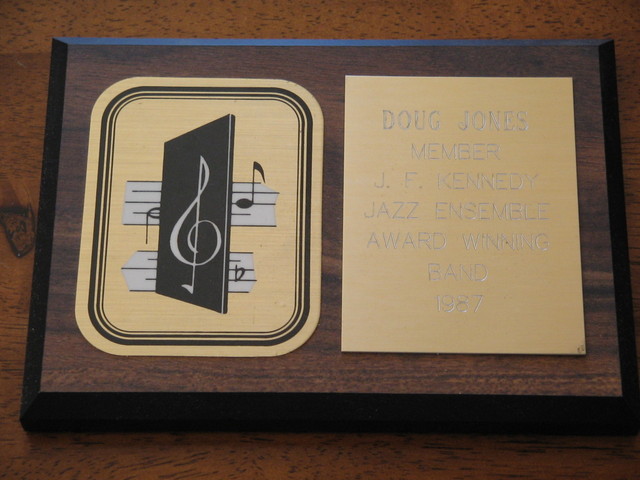 DOUG JONES
MEMBER
J. F. KENNEDY
JAZZ ENSEMBLE
AWARD WINNING
BAND
1987